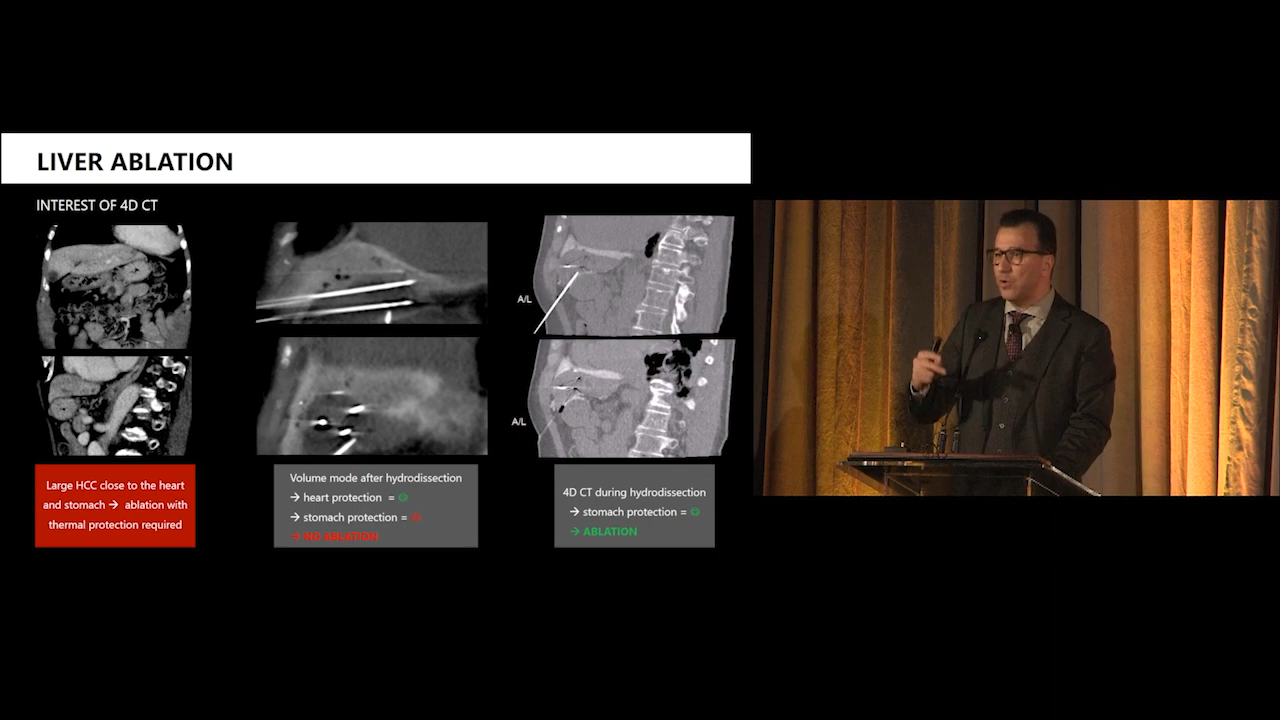 LIVER ABLATION
INTEREST OF 4D CT
A/L
A/L
Large HCC close to the heart
and stomach → ablation with
thermal protection required
Volume mode after hydrodissection
→ heart protection = ☺
→ stomach protection = ☹
→ NO ABLATION
4D CT during hydrodissection
→ stomach protection = ☺
→ ABLATION